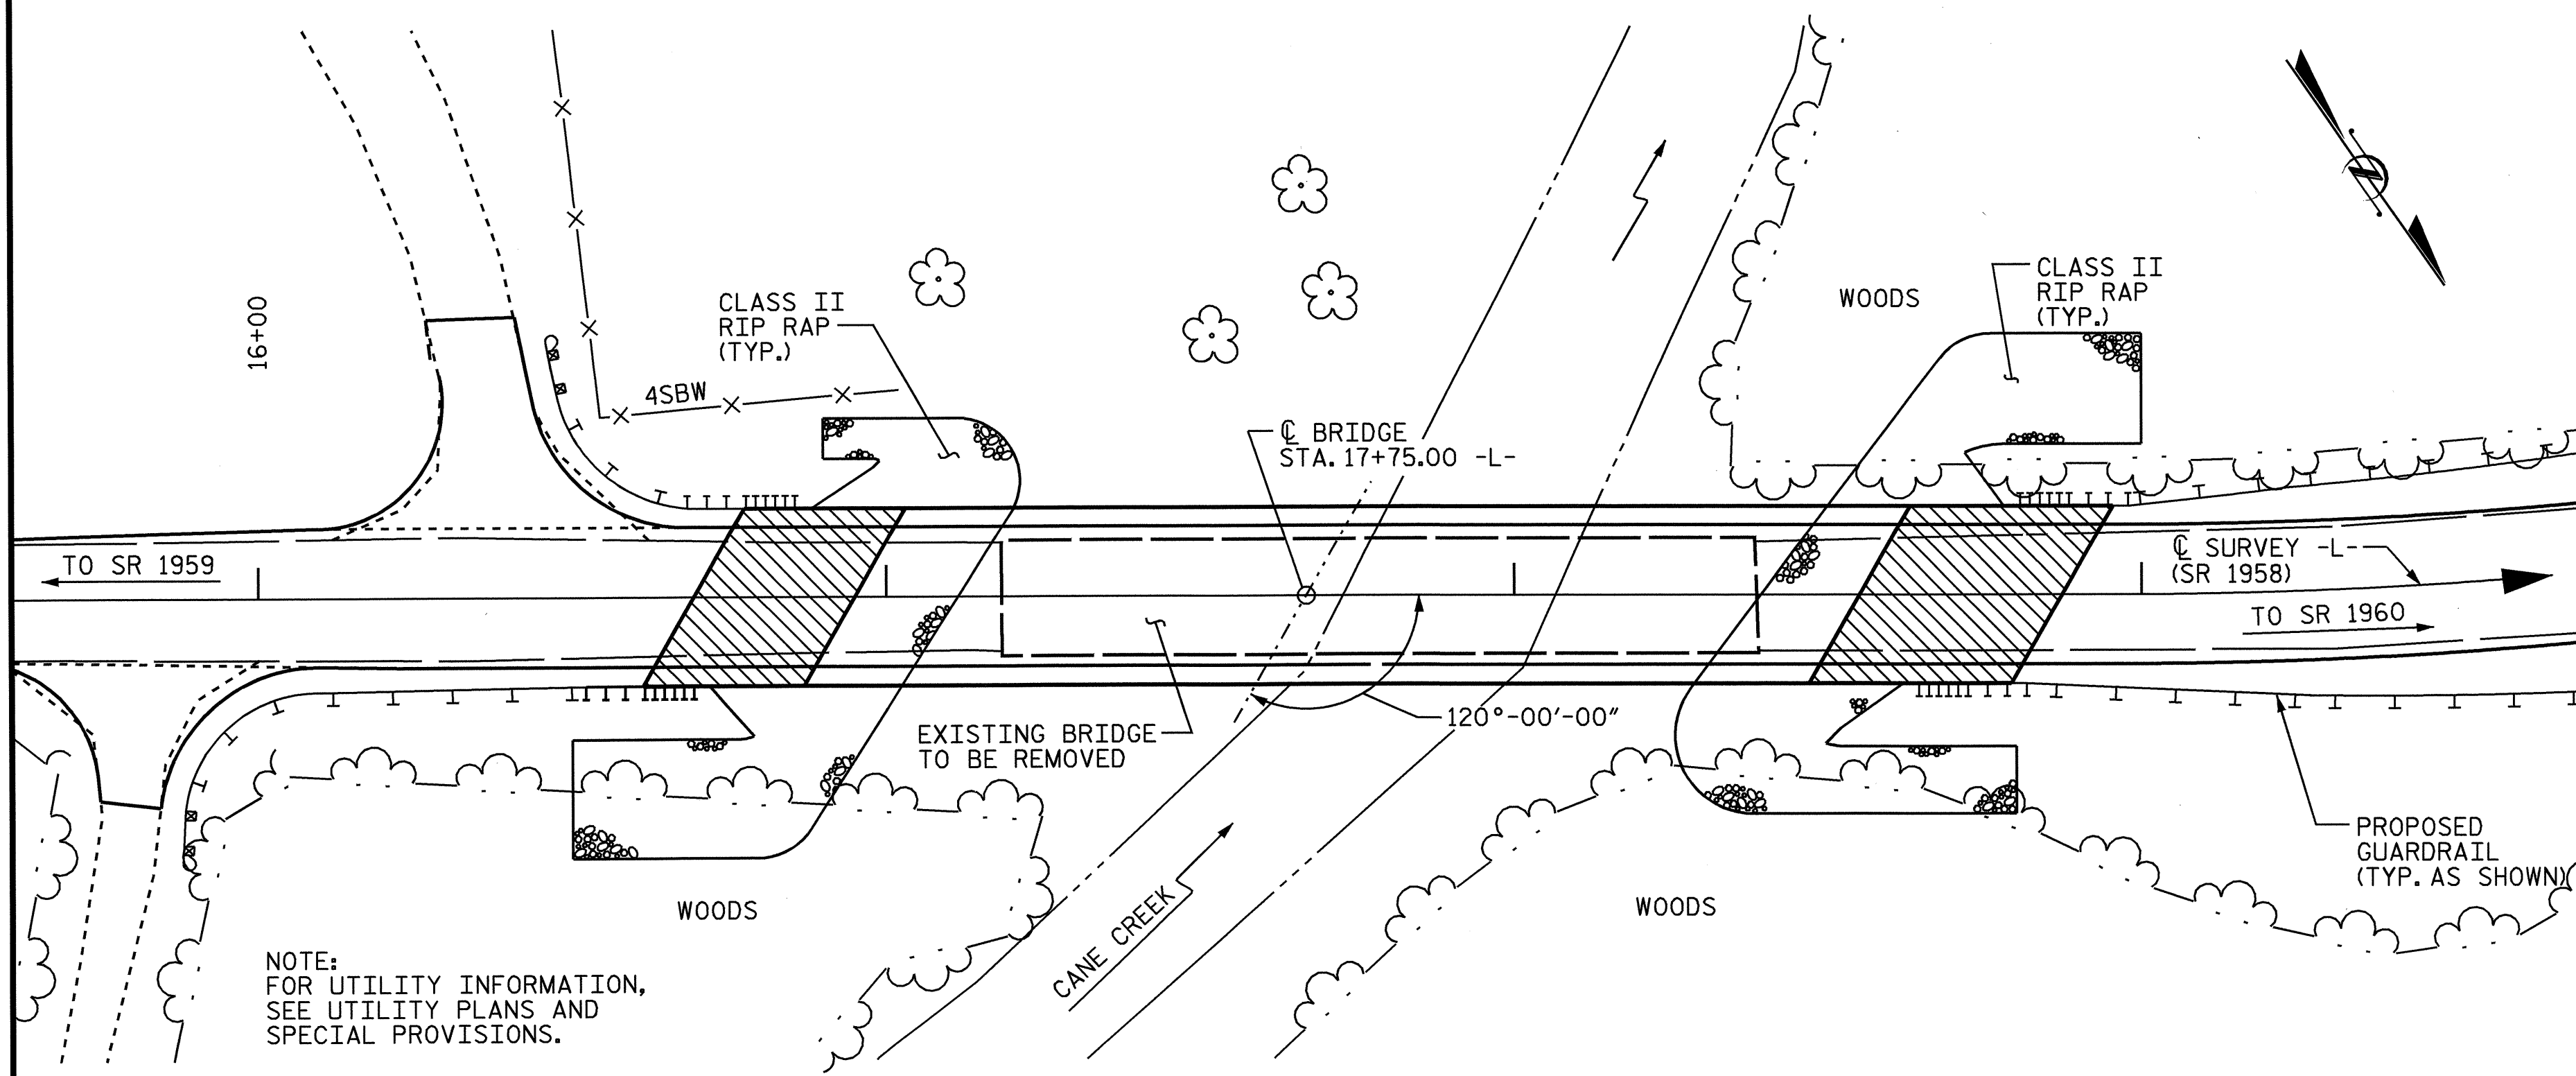 16+00
4SBW
CLASS II
RIP RAP
(TYP.)
℄ BRIDGE
STA. 17+75.00 -L-
WOODS
CLASS II
RIP RAP
(TYP.)
N
TO SR 1959
℄ SURVEY -L-
(SR 1958)
TO SR 1960
EXISTING BRIDGE
TO BE REMOVED
120°-00'-00"
CANE CREEK
WOODS
WOODS
PROPOSED
GUARDRAIL
(TYP. AS SHOWN)
NOTE:
FOR UTILITY INFORMATION,
SEE UTILITY PLANS AND
SPECIAL PROVISIONS.